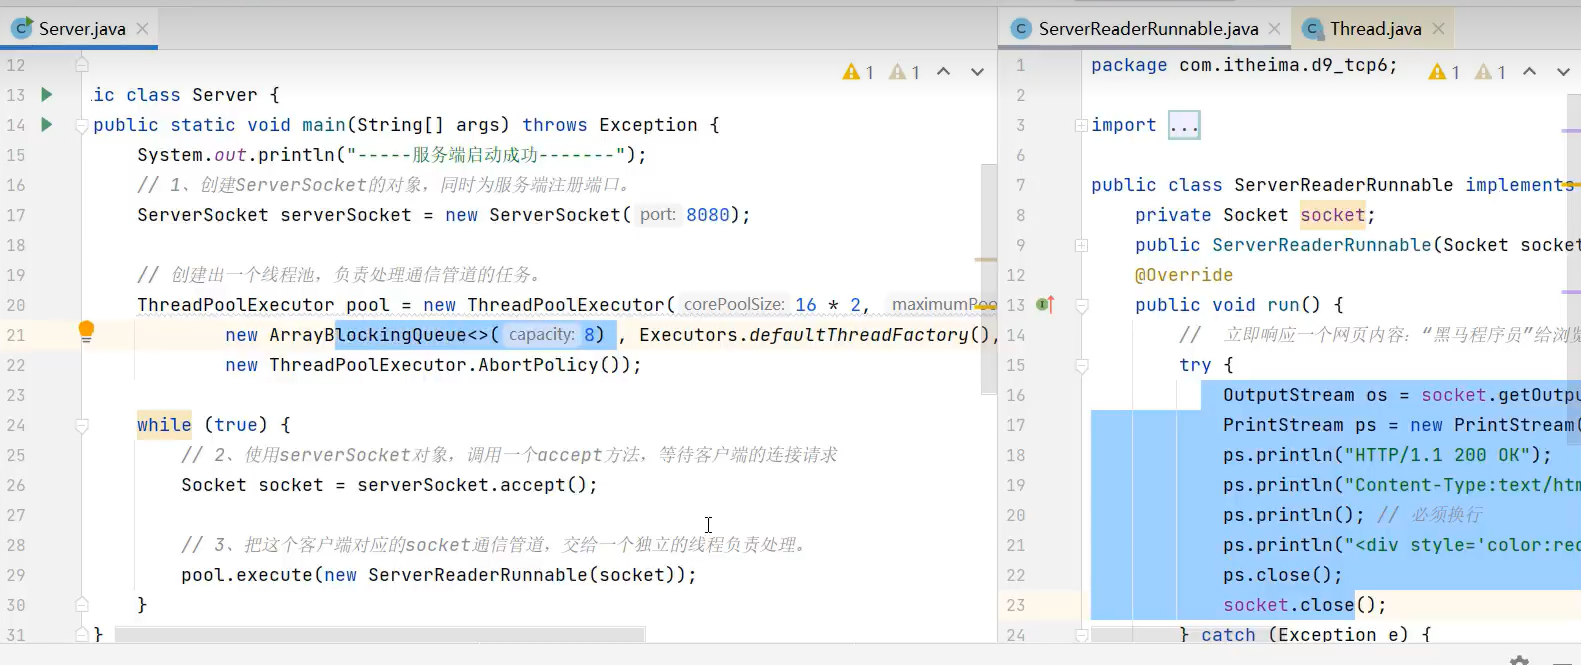 Server.java
12
13 ic class Server {
14 public static void main(String[] args) throws Exception {
15 System.out.println("-----服务端启动成功-------");
16 // 1、创建ServerSocket的对象，同时为服务端注册端口。
17 ServerSocket serverSocket = new ServerSocket( port: 8080);
18
19 // 创建出一个线程池，负责处理通信管道的任务。
20 ThreadPoolExecutor pool = new ThreadPoolExecutor( corePoolSize: 16 * 2, maximumPoo
21 new ArrayBlockingQueue<>( capacity: 8) , Executors.defaultThreadFactory(),
22 new ThreadPoolExecutor.AbortPolicy());
23
24 while (true) {
25 // 2、使用serverSocket对象，调用一个accept方法，等待客户端的连接请求
26 Socket socket = serverSocket.accept();
27
28 // 3、把这个客户端对应的socket通信管道，交给一个独立的线程负责处理。
29 pool.execute(new ServerReaderRunnable(socket));
30 }
31 }
1 1
ServerReaderRunnable.java Thread.java
1 package com.itheima.d9_tcp6;
2
3 import ...
6
7 public class ServerReaderRunnable implements
8 private Socket socket;
9 public ServerReaderRunnable(Socket socket
12 @Override
13 public void run() {
14 // 立即响应一个网页内容：“黑马程序员”给浏览
15 try {
16 OutputStream os = socket.getOutpu
17 PrintStream ps = new PrintStream(
18 ps.println("HTTP/1.1 200 OK");
19 ps.println("Content-Type:text/htm
20 ps.println(); // 必须换行
21 ps.println("<div style='color:red
22 ps.close();
23 socket.close();
24 } catch (Exception e) {
1 1